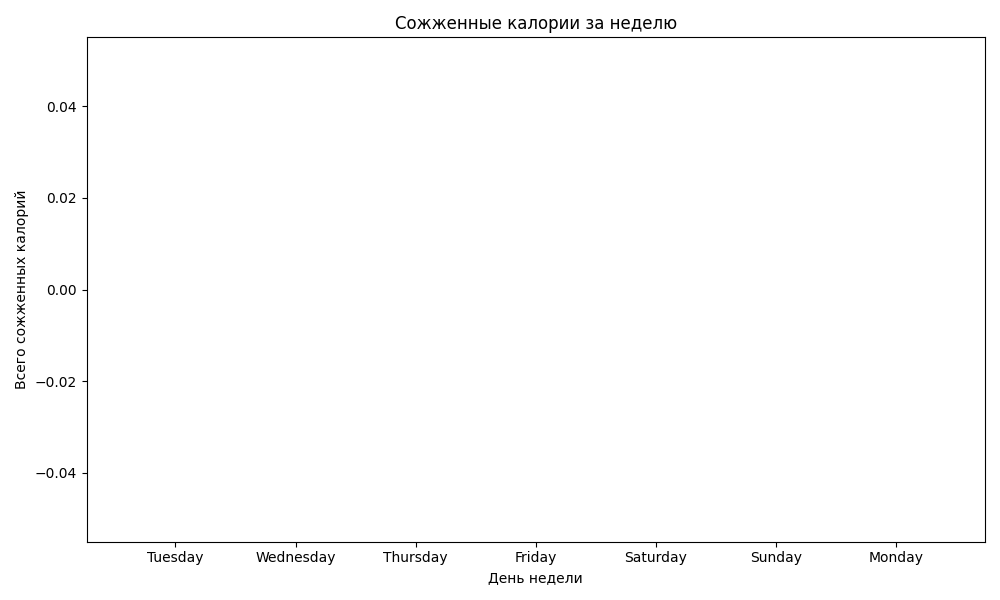 Сожженные калории за неделю
Всего сожженных калорий
0.04
0.02
0.00
−0.02
−0.04
Tuesday Wednesday Thursday Friday Saturday Sunday Monday
День недели